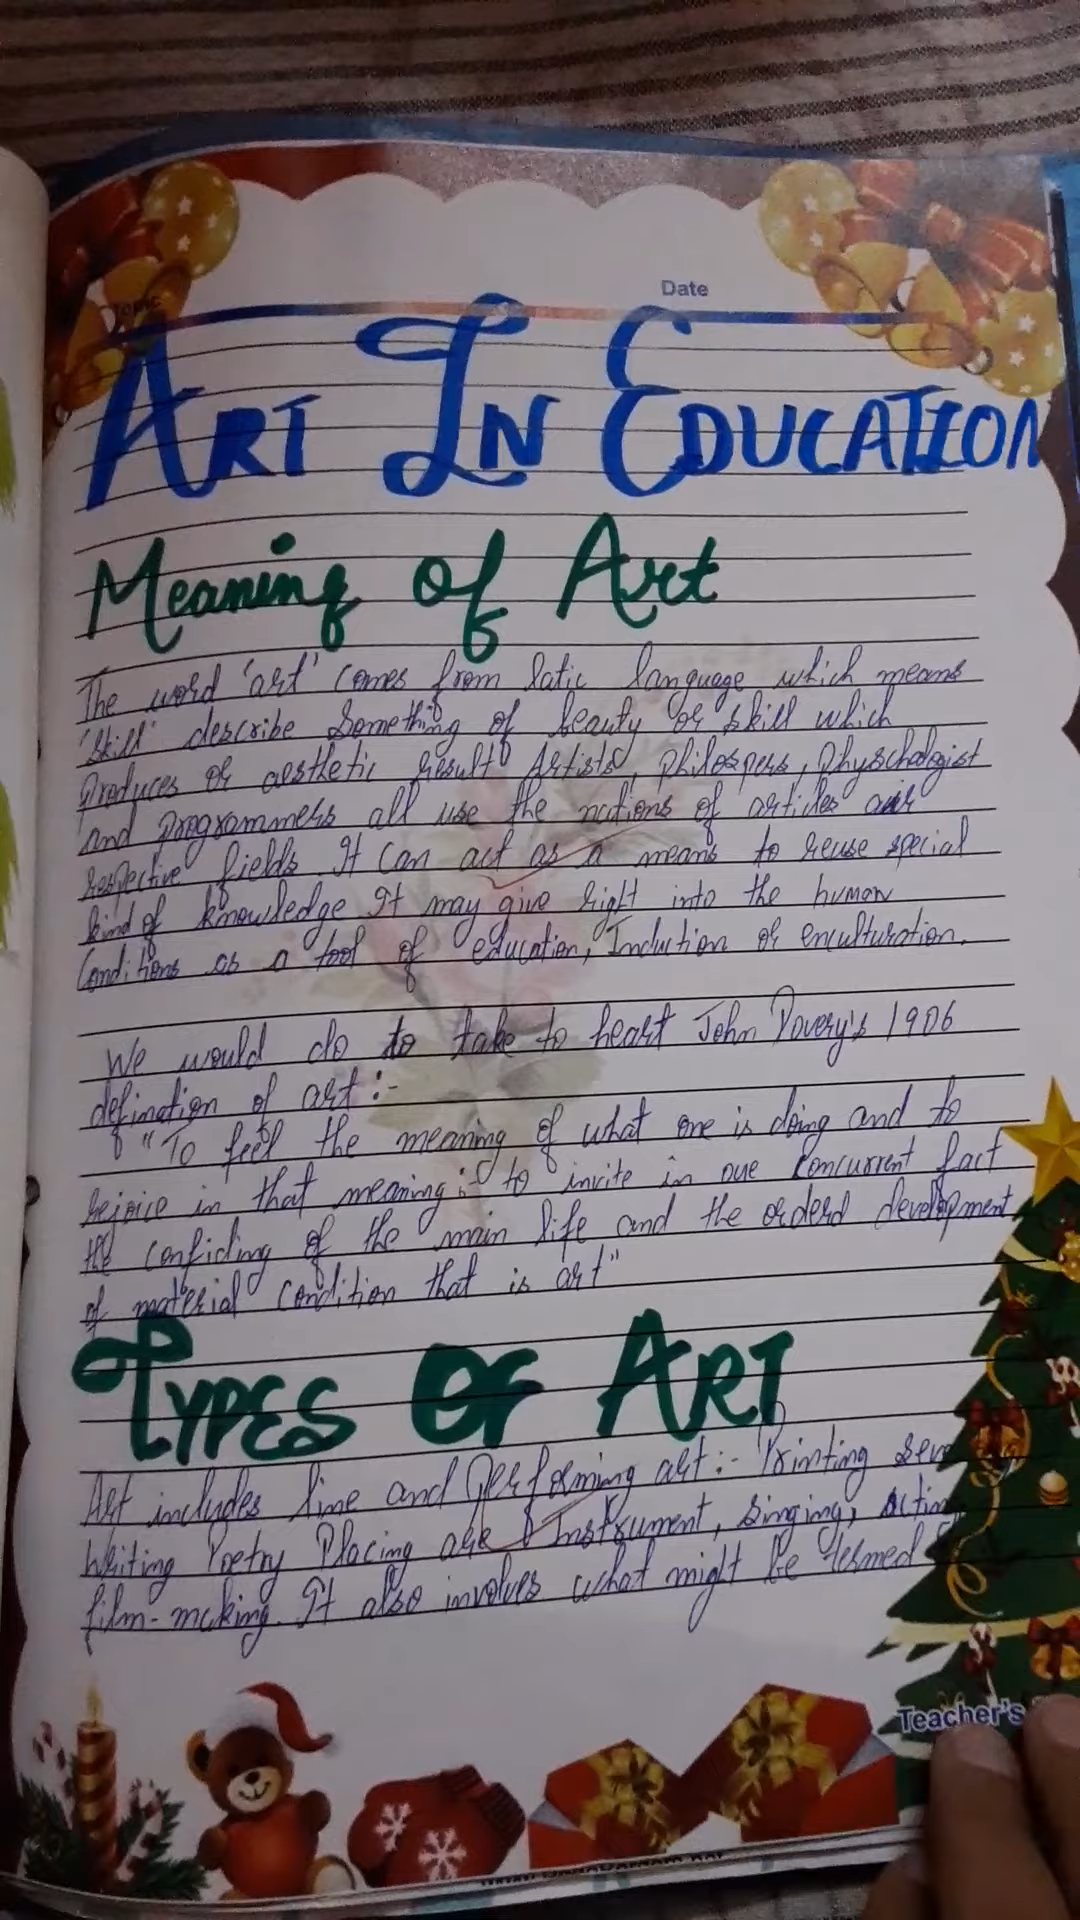 TOPIC
Date
ART IN EDUCATION
Meaning of Art
The word 'art' comes from latic language which means
'skill' describe something of beauty or skill which
produces of aesthetic result Artists, philospers, physchologist
and programmers all use the notions of articles
respective fields. It can act as a means to reuse special
kind of knowledge It may give right into the human
conditions as a tool of education, Induction of enculturation.
We would do to take to heart John 1906
defination of art :-
"To feel the meaning of what one is doing and to
rejoice in that meaning :- to invite in one concurrent fact
the confiding of the main life and the orderd development
of material condition that is art"
TYPES OF ART
Art includes line and Performing art :- Printing
Writing Poetry Placing are Instrument, singing,
film-making. It also involves what might be termed
Teacher's